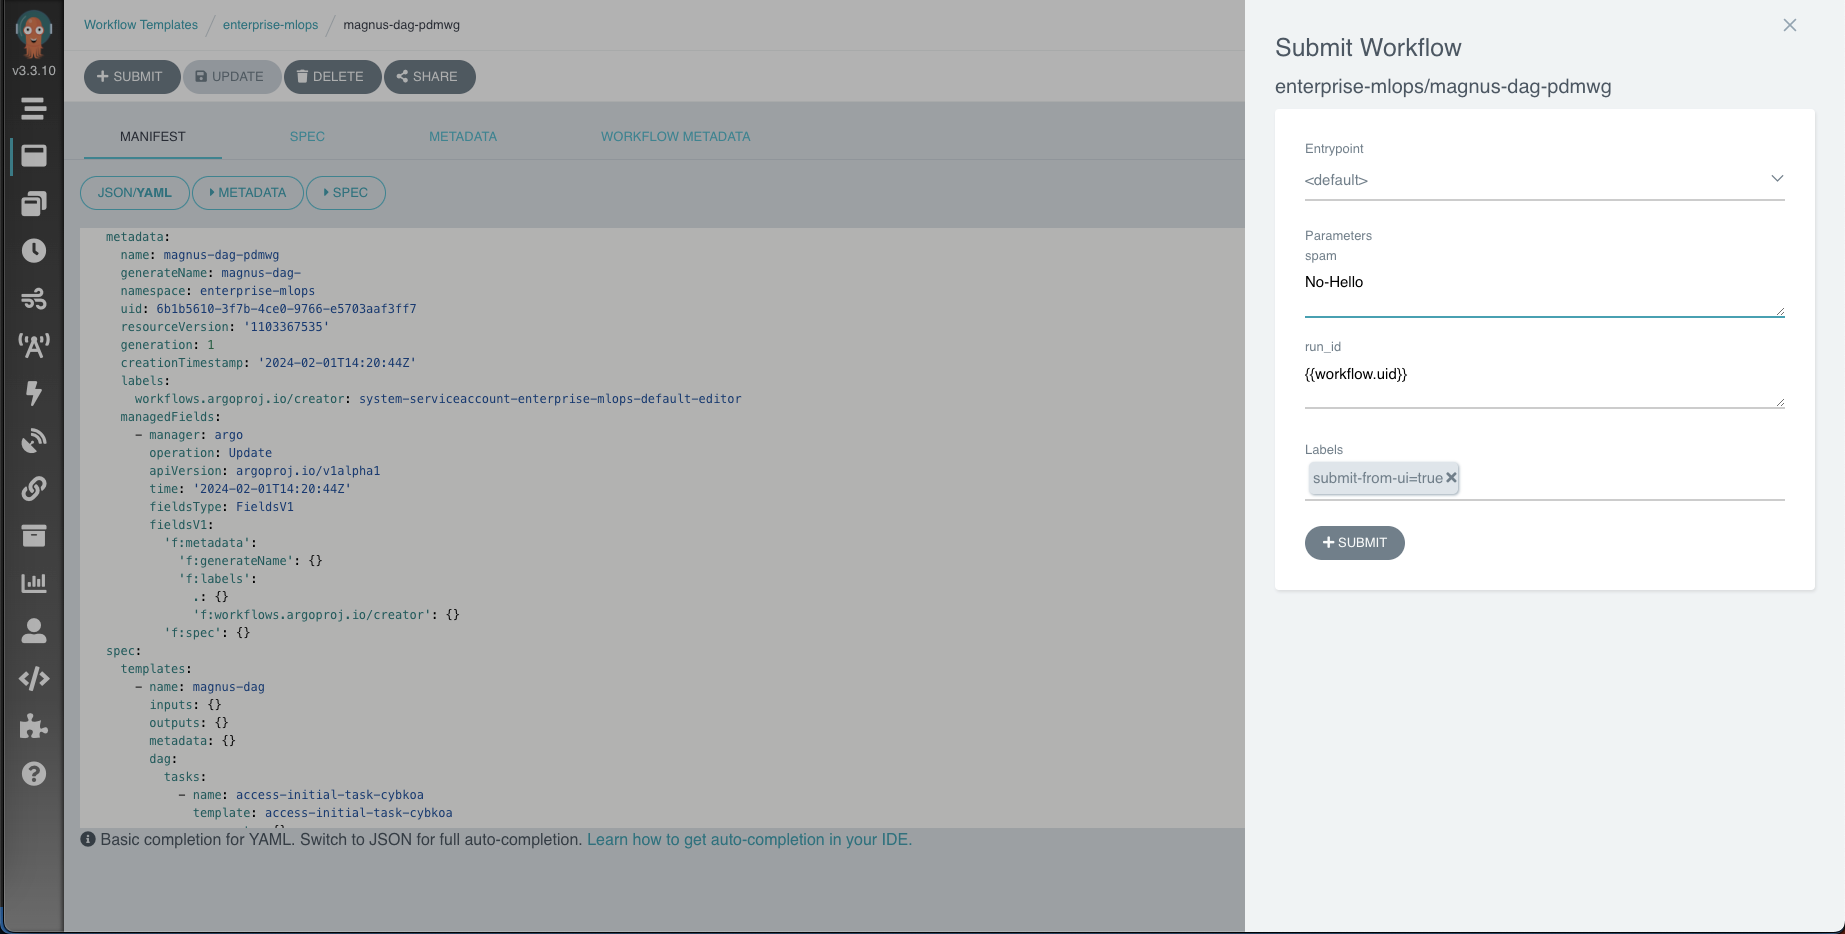 v3.3.10
Workflow Templates / enterprise-mlops / magnus-dag-pdmwg
SUBMIT UPDATE DELETE SHARE
MANIFEST SPEC METADATA WORKFLOW METADATA
JSON/YAML METADATA SPEC
metadata:
name: magnus-dag-pdmwg
generateName: magnus-dag-
namespace: enterprise-mlops
uid: 6b1b5610-3f7b-4ce0-9766-e5703aaf3ff7
resourceVersion: '1103367535'
generation: 1
creationTimestamp: '2024-02-01T14:20:44Z'
labels:
workflows.argoproj.io/creator: system-serviceaccount-enterprise-mlops-default-editor
managedFields:
- manager: argo
operation: Update
apiVersion: argoproj.io/v1alpha1
time: '2024-02-01T14:20:44Z'
fieldsType: FieldsV1
fieldsV1:
'f:metadata':
'f:generateName': {}
'f:labels':
.: {}
'f:workflows.argoproj.io/creator': {}
'f:spec': {}
spec:
templates:
- name: magnus-dag
inputs: {}
outputs: {}
metadata: {}
dag:
tasks:
- name: access-initial-task-cybkoa
template: access-initial-task-cybkoa
Basic completion for YAML. Switch to JSON for full auto-completion. Learn how to get auto-completion in your IDE.
Submit Workflow
enterprise-mlops/magnus-dag-pdmwg
Entrypoint
<default>
Parameters
spam
No-Hello
run_id
{{workflow.uid}}
Labels
submit-from-ui=true
SUBMIT